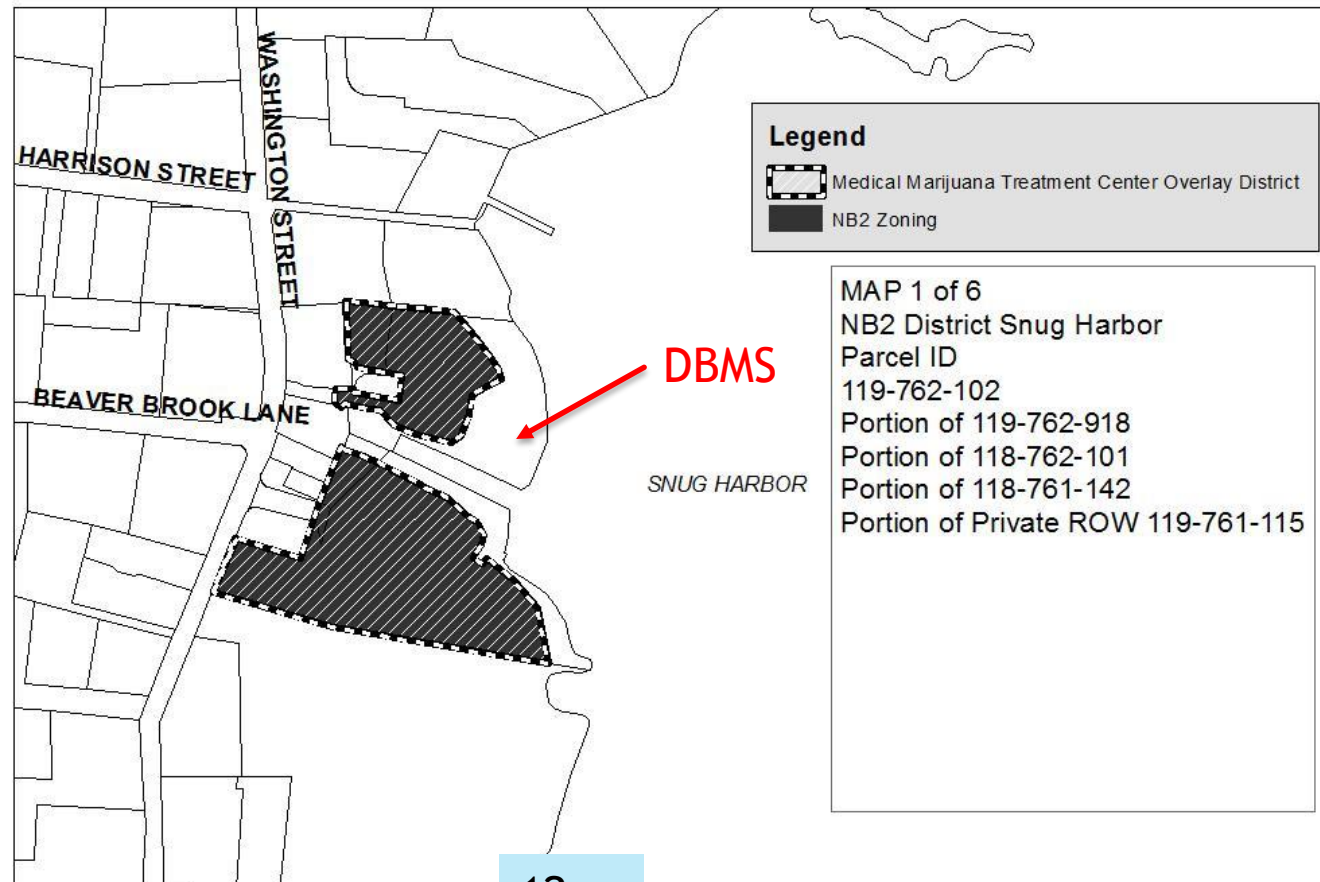 WASHINGTON STREET
HARRISON STREET
BEAVER BROOK LANE
Legend
Medical Marijuana Treatment Center Overlay District
NB2 Zoning
DBMS
SNUG HARBOR
MAP 1 of 6
NB2 District Snug Harbor
Parcel ID
119-762-102
Portion of 119-762-918
Portion of 118-762-101
Portion of 118-761-142
Portion of Private ROW 119-761-115